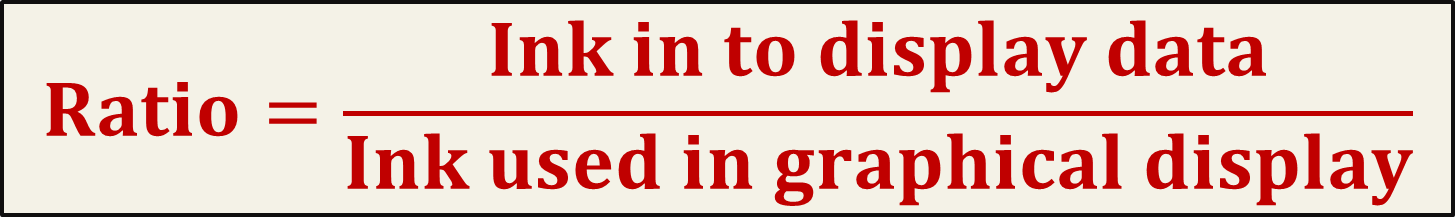 Ink in to display data
Ratio =
Ink used in graphical display